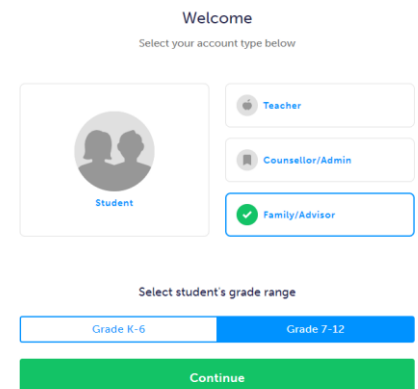 Welcome
Select your account type below
Student
Teacher
Counsellor/Admin
Family/Advisor
Select student's grade range
Grade K-6
Grade 7-12
Continue